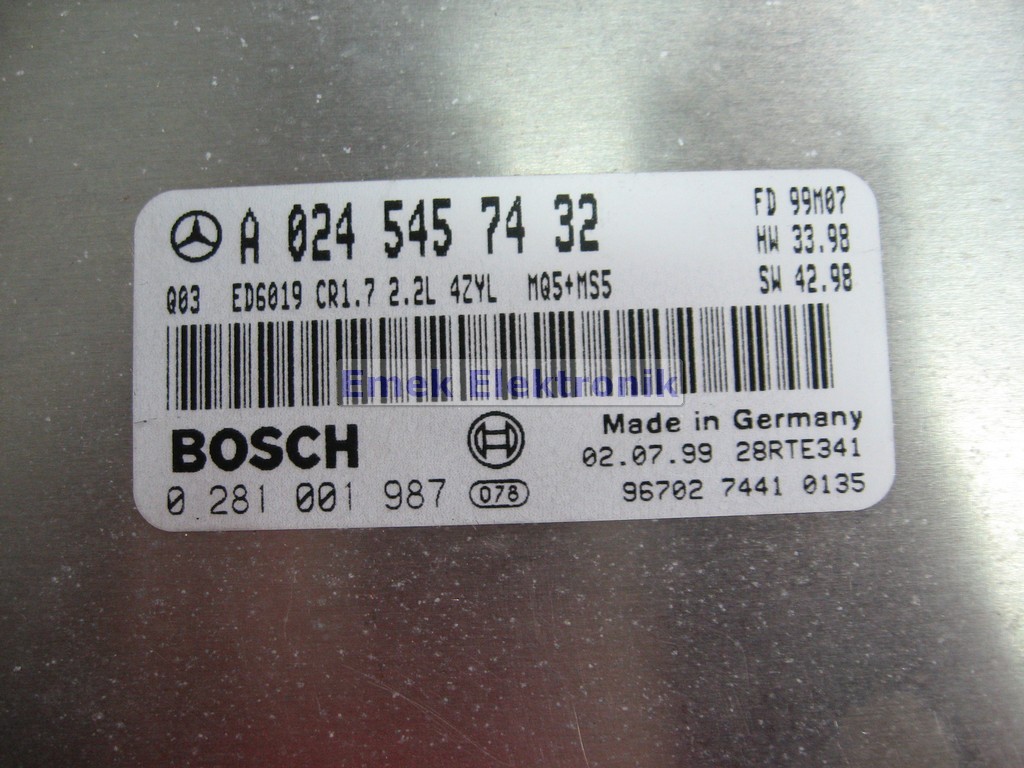 A 024 545 74 32
FD 99M07
HW 33.98
SW 42.98
Q03 ED6019 CR1.7 2.2L 4ZYL MQ5+MS5
Emek Elektronik
BOSCH
Made in Germany
02.07.99 28RTE341
0 281 001 987 078
96702 7441 0135